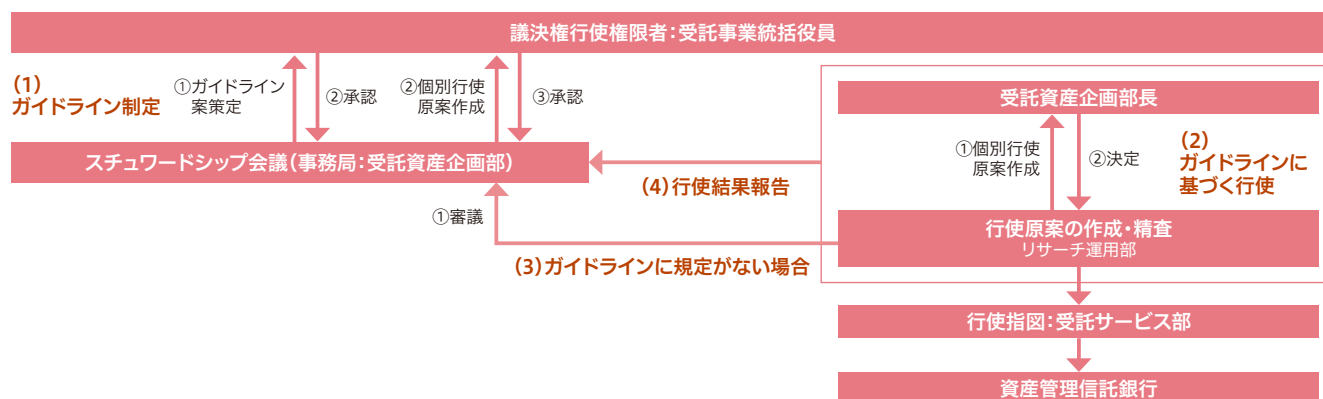 議決権行使権限者：受託事業統括役員
(1)
ガイドライン制定
①ガイドライン
案策定
②承認
②個別行使
原案作成
③承認
スチュワードシップ会議（事務局：受託資産企画部）
①審議
(4)行使結果報告
(3)ガイドラインに規定がない場合
受託資産企画部長
①個別行使
原案作成
②決定
(2)
ガイドラインに
基づく行使
行使原案の作成・精査
リサーチ運用部
行使指図：受託サービス部
資産管理信託銀行